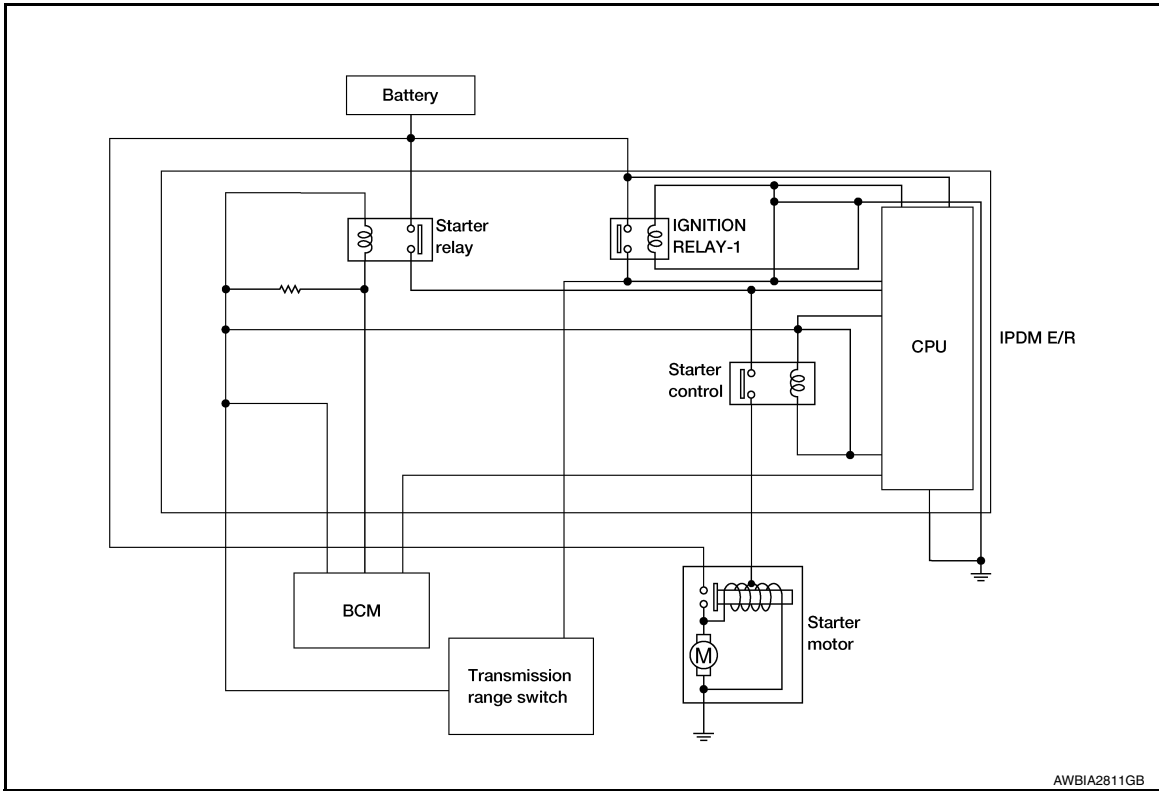 Battery
Starter
relay
IGNITION
RELAY-1
CPU
IPDM E/R
Starter
control
BCM
Transmission
range switch
M
Starter
motor
AWBIA2811GB